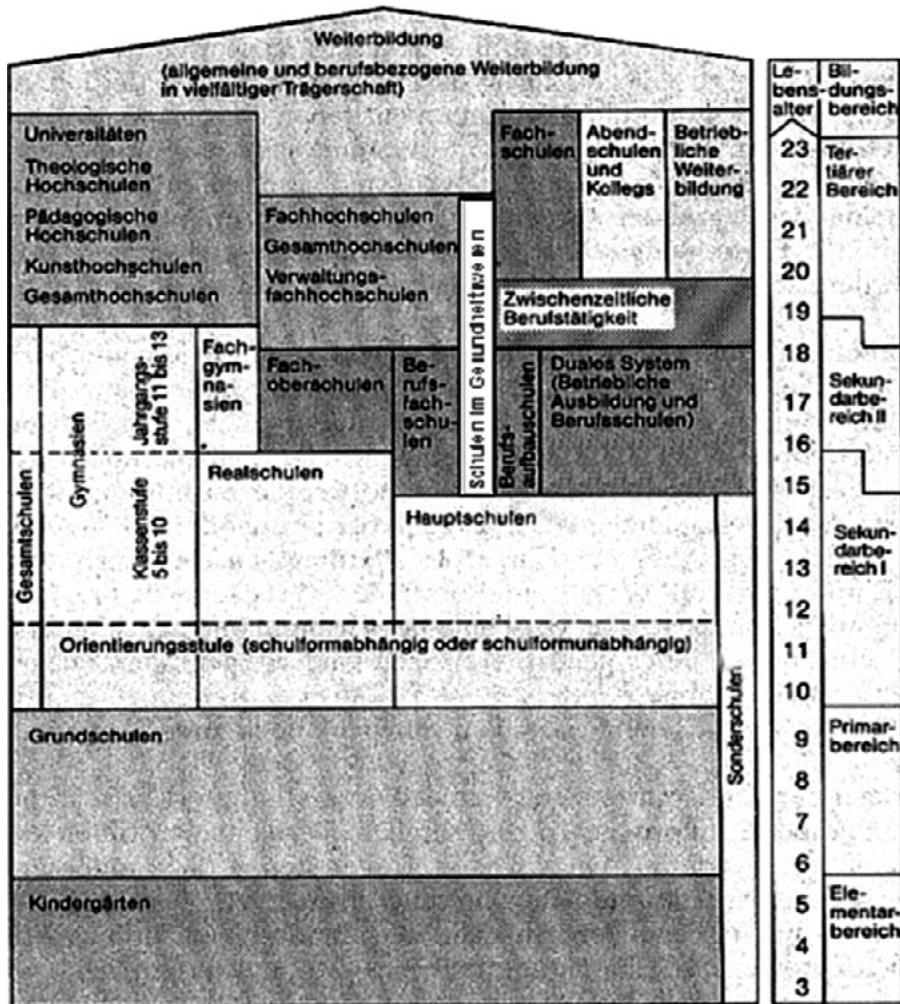 Weiterbildung
(allgemeine und berufsbezogene Weiterbildung
in vielfältiger Trägerschaft)
Universitäten
Theologische
Hochschulen
Pädagogische
Hochschulen
Kunsthochschulen
Gesamthochschulen
Fachhochschulen
Gesamthochschulen
Verwaltungs-
fachhochschulen
Schulen im Gesundheitswesen
Fach-
schulen
Abend-
schulen
und
Kollegs
Betrieb-
liche
Weiter-
bildung
Zwischenzeitliche
Berufstätigkeit
Gesamtschulen
Gymnasien
Jahrgangs-
stufe 11 bis 13
Klassenstufe
5 bis 10
Fach-
gym-
na-
sien
Fach-
oberschulen
Be-
rufs-
fach-
schu-
len
Berufs-
aufbauschulen
Duales System
(Betriebliche
Ausbildung und
Berufsschulen)
Realschulen
Hauptschulen
Orientierungsstufe (schulformabhängig oder schulformunabhängig)
Sonderschulen
Grundschulen
Kindergärten
Le-
bens-
alter
23
22
21
20
19
18
17
16
15
14
13
12
11
10
9
8
7
6
5
4
3
Bil-
dungs-
bereich
Ter-
tiärer
Bereich
Sekun-
darbe-
reich II
Sekun-
darbe-
reich I
Primar-
bereich
Ele-
mentar-
bereich